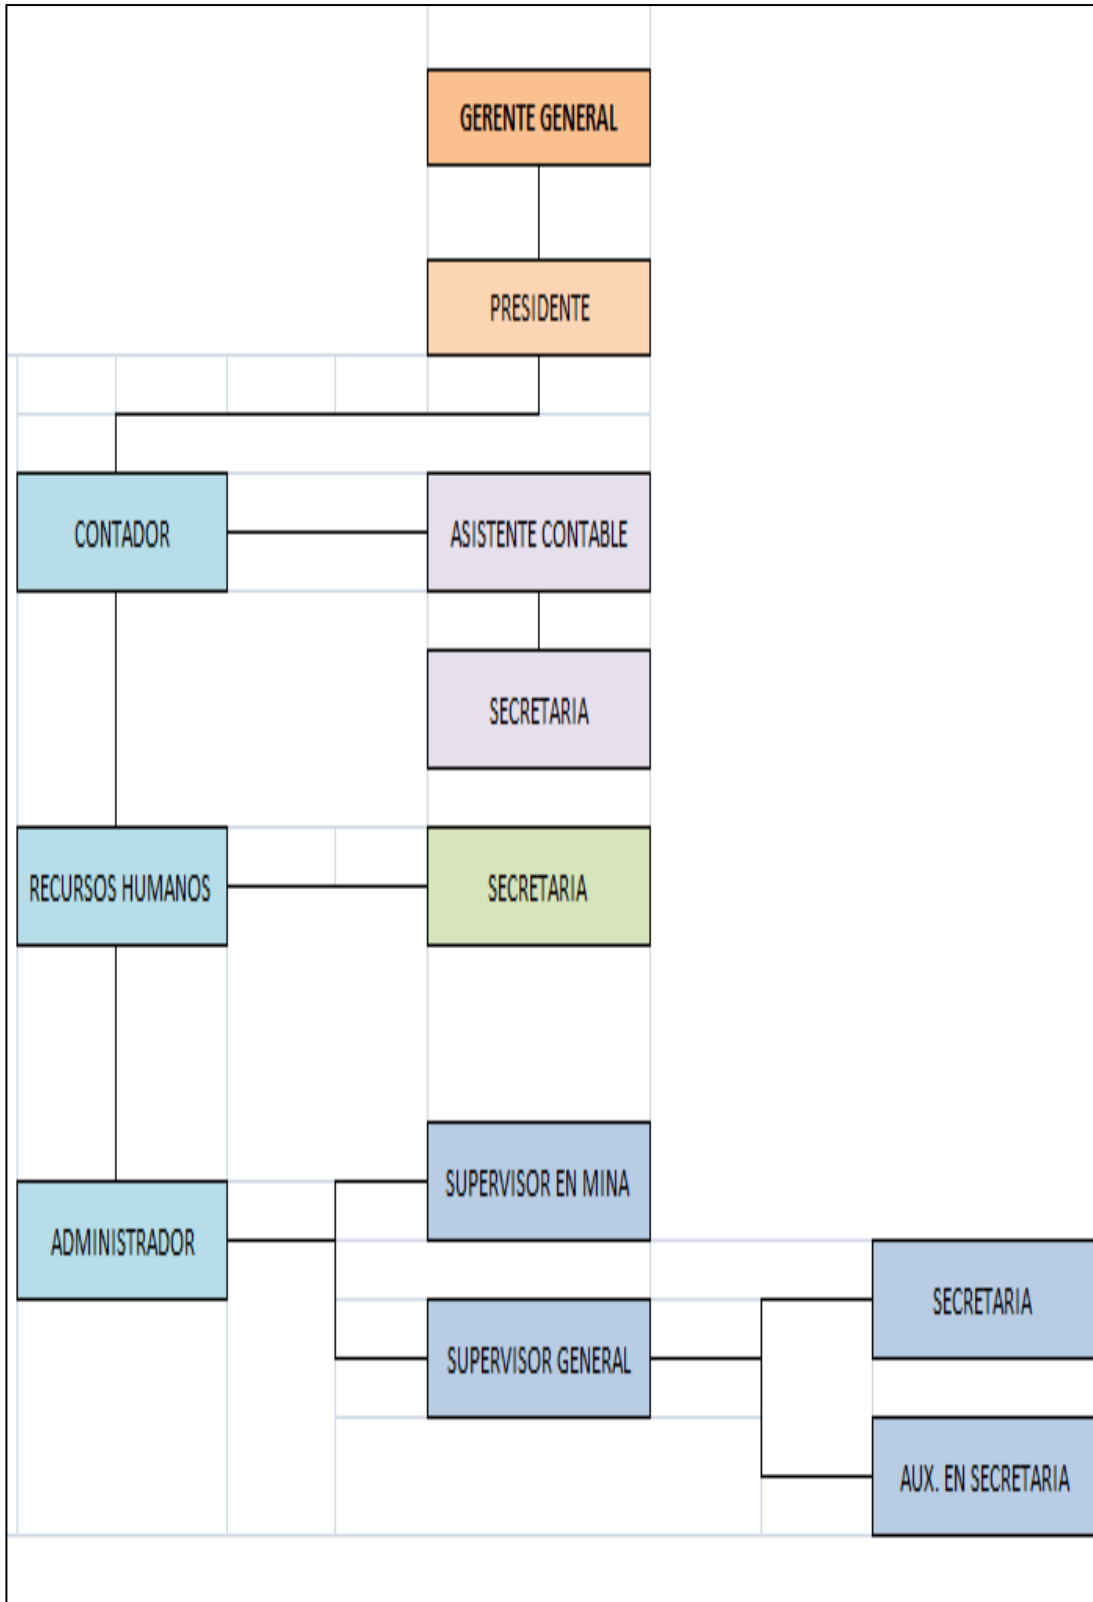 GERENTE GENERAL
PRESIDENTE
CONTADOR
ASISTENTE CONTABLE
SECRETARIA
RECURSOS HUMANOS
SECRETARIA
SUPERVISOR EN MINA
ADMINISTRADOR
SECRETARIA
SUPERVISOR GENERAL
AUX. EN SECRETARIA